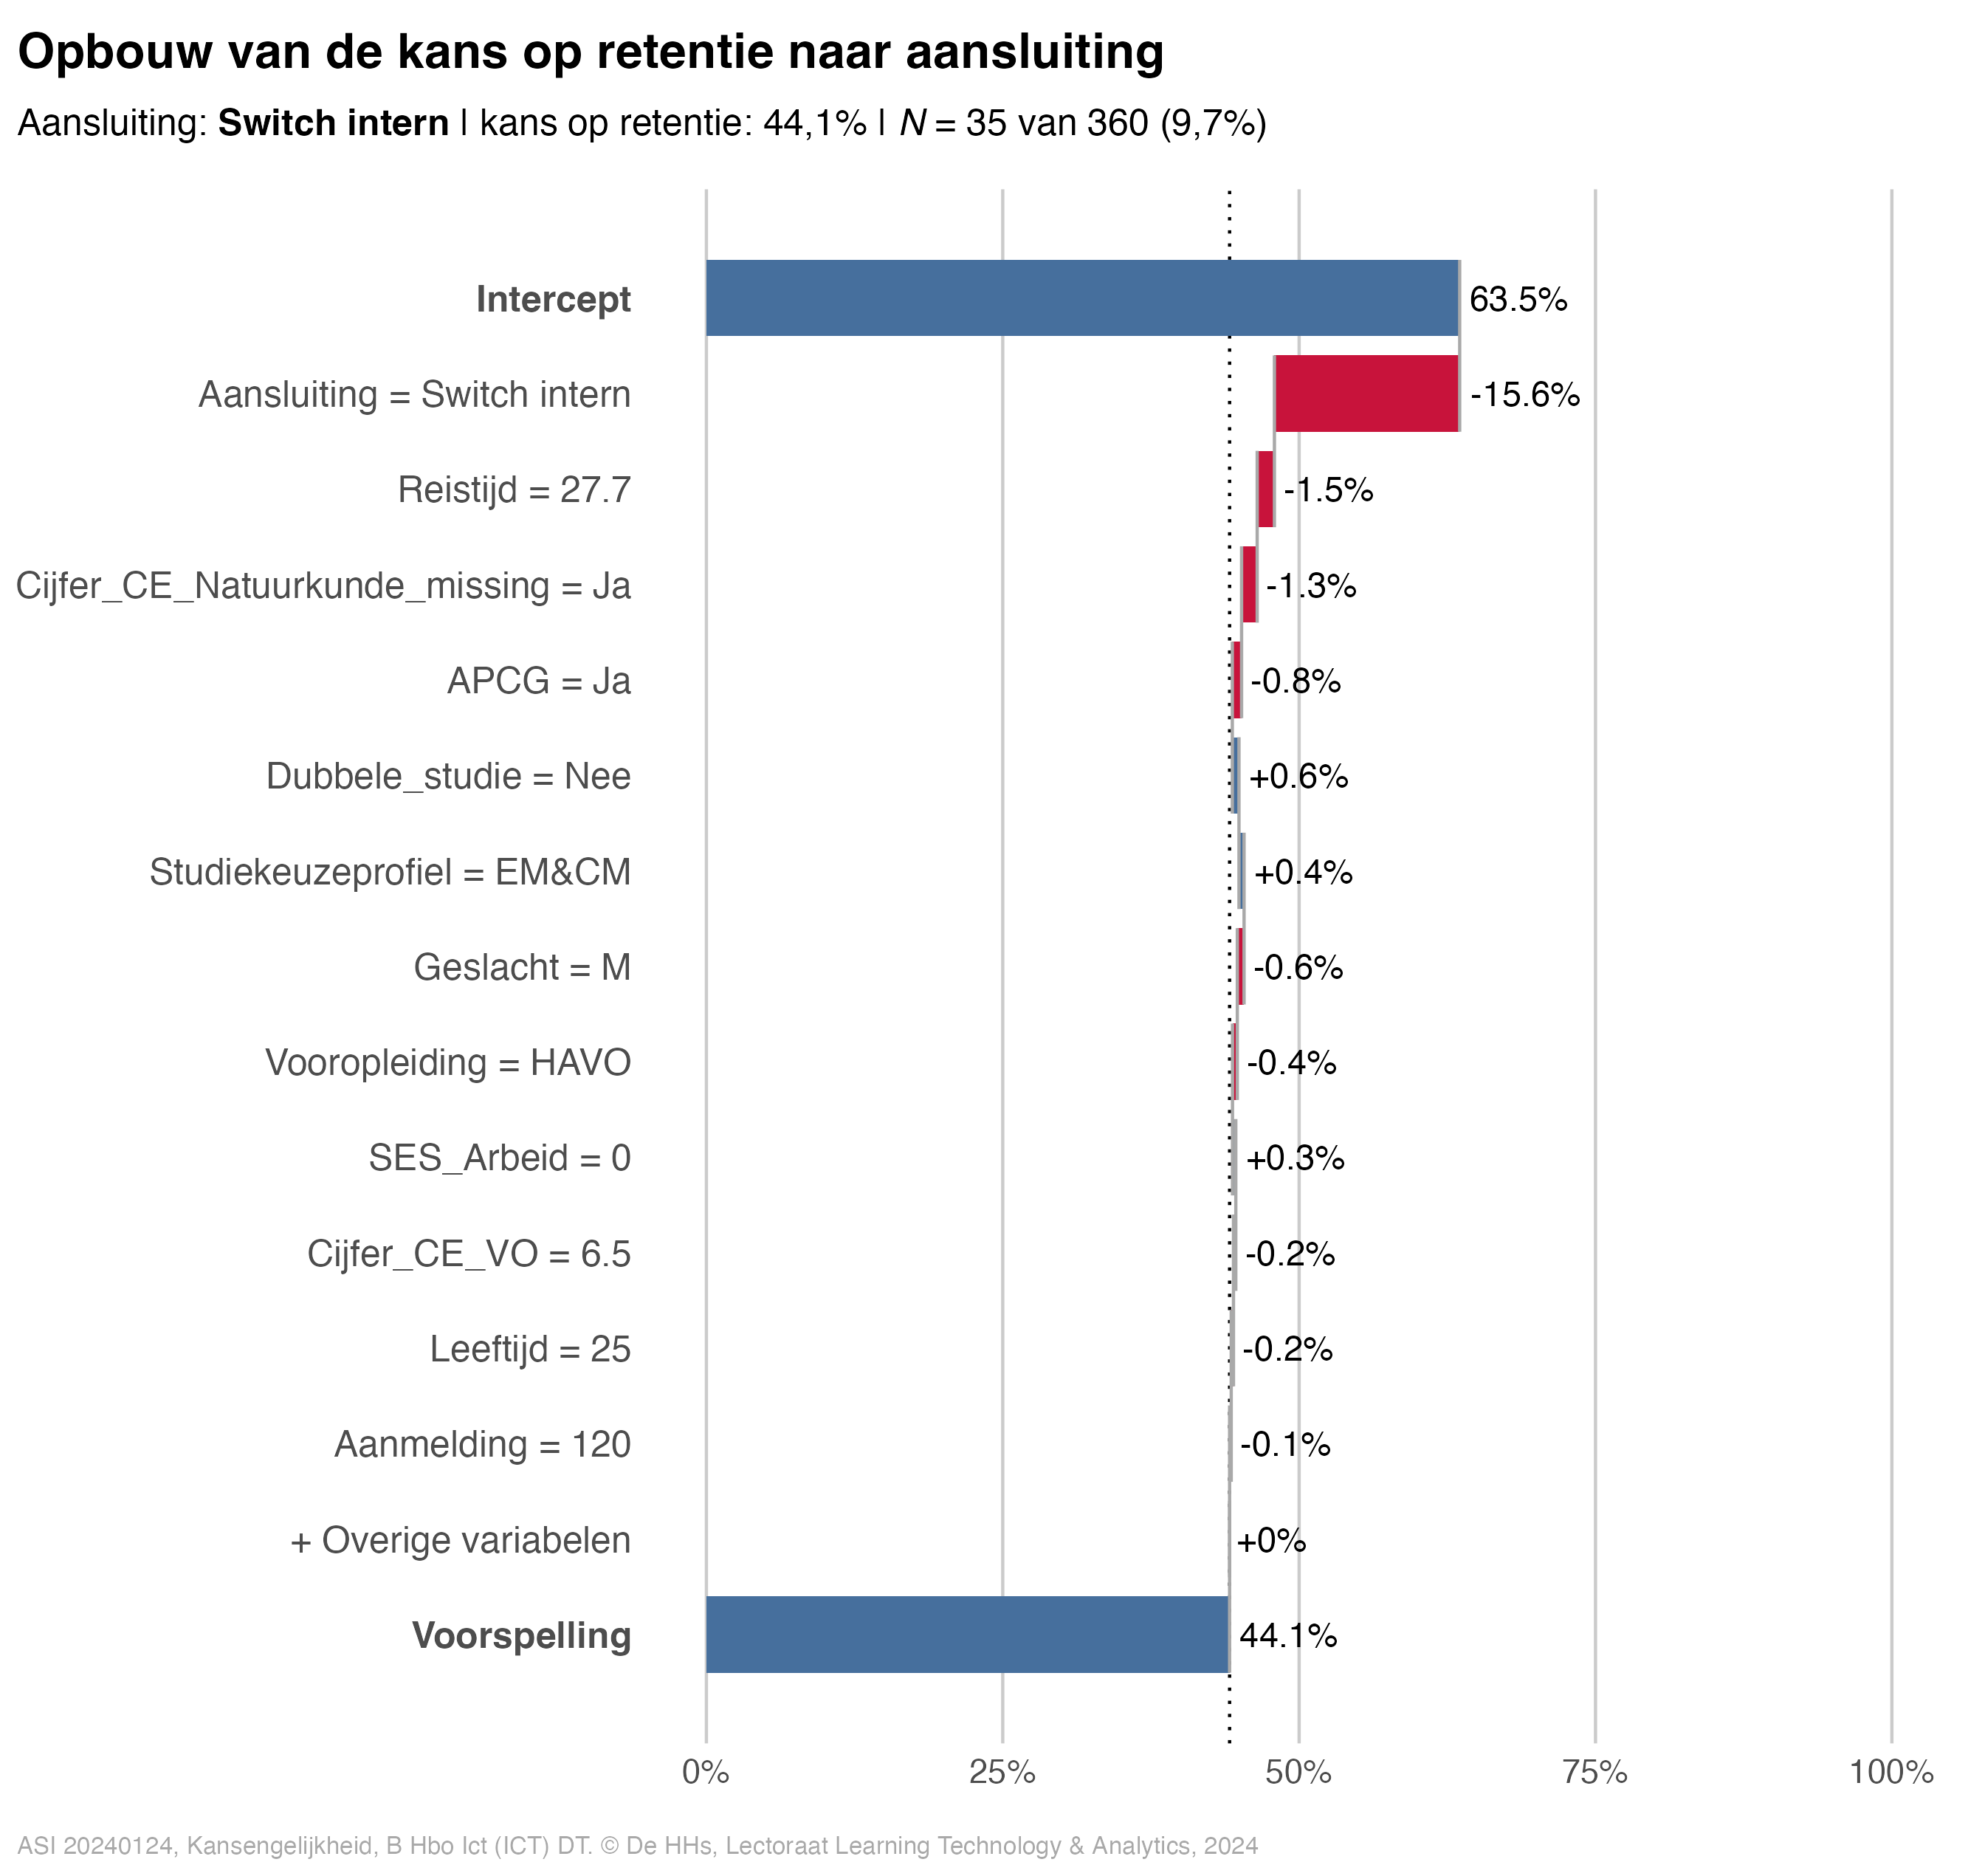 Opbouw van de kans op retentie naar aansluiting
Aansluiting: Switch intern | kans op retentie: 44,1% | N = 35 van 360 (9,7%)
Intercept 63.5%
Aansluiting = Switch intern -15.6%
Reistijd = 27.7 -1.5%
Cijfer_CE_Natuurkunde_missing = Ja -1.3%
APCG = Ja -0.8%
Dubbele_studie = Nee +0.6%
Studiekeuzeprofiel = EM&CM +0.4%
Geslacht = M -0.6%
Vooropleiding = HAVO -0.4%
SES_Arbeid = 0 +0.3%
Cijfer_CE_VO = 6.5 -0.2%
Leeftijd = 25 -0.2%
Aanmelding = 120 -0.1%
+ Overige variabelen +0%
Voorspelling 44.1%
0% 25% 50% 75% 100%
ASI 20240124, Kansengelijkheid, B Hbo Ict (ICT) DT. © De HHs, Lectoraat Learning Technology & Analytics, 2024